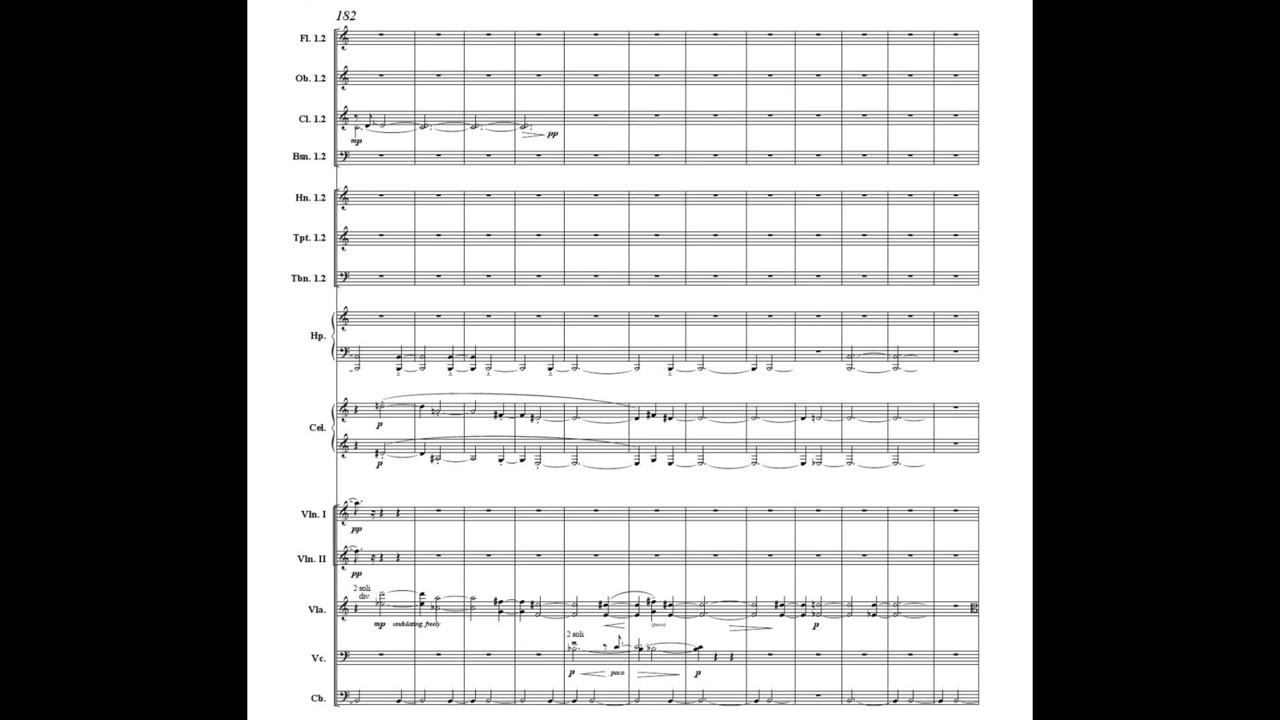 182
Fl. 1.2
Ob. 1.2
Cl. 1.2
mp
pp
Bsn. 1.2
Hn. 1.2
Tpt. 1.2
Tbn. 1.2
Hp.
p
Cel.
p
Vln. I
pp
Vln. II
pp
2 soli
div.
Vla.
mp undulating, freely
(poco)
p
2 soli
Vc.
p
poco
p
Cb.